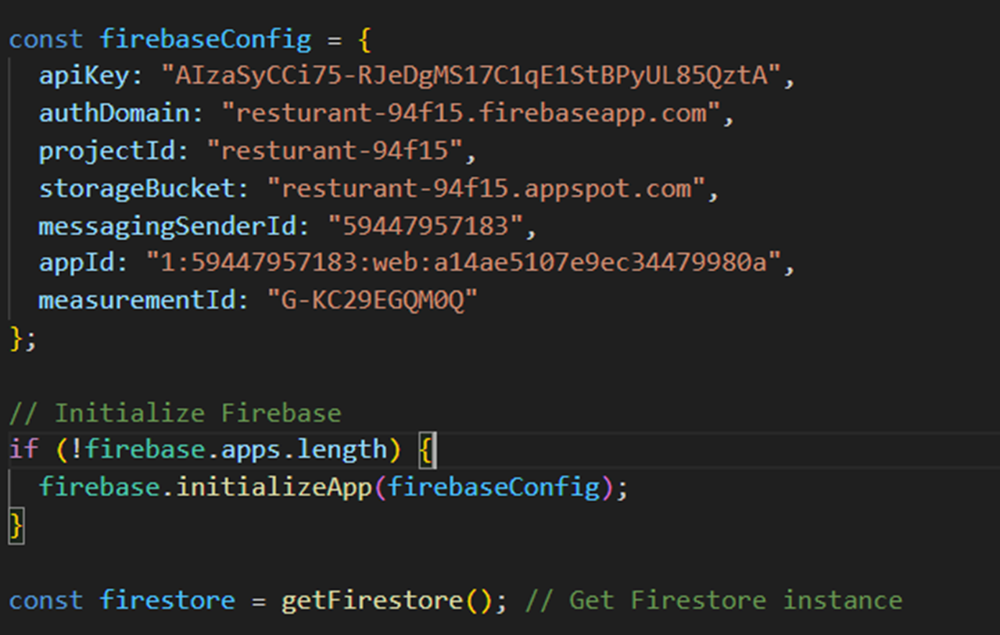 const firebaseConfig = {
  apiKey: "AIzaSyCCi75-RJeDgMS17C1qE1StBPyUL85QztA",
  authDomain: "resturant-94f15.firebaseapp.com",
  projectId: "resturant-94f15",
  storageBucket: "resturant-94f15.appspot.com",
  messagingSenderId: "59447957183",
  appId: "1:59447957183:web:a14ae5107e9ec34479980a",
  measurementId: "G-KC29EGQM0Q"
};
// Initialize Firebase
if (!firebase.apps.length) {
  firebase.initializeApp(firebaseConfig);
}
const firestore = getFirestore(); // Get Firestore instance